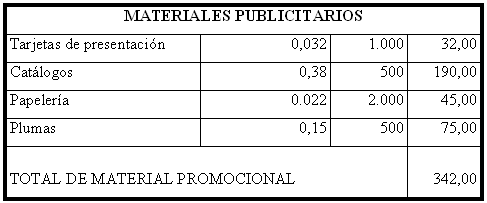 MATERIALES PUBLICITARIOS
Tarjetas de presentación 0,032 1.000 32,00
Catálogos 0,38 500 190,00
Papelería 0.022 2.000 45,00
Plumas 0,15 500 75,00
TOTAL DE MATERIAL PROMOCIONAL 342,00